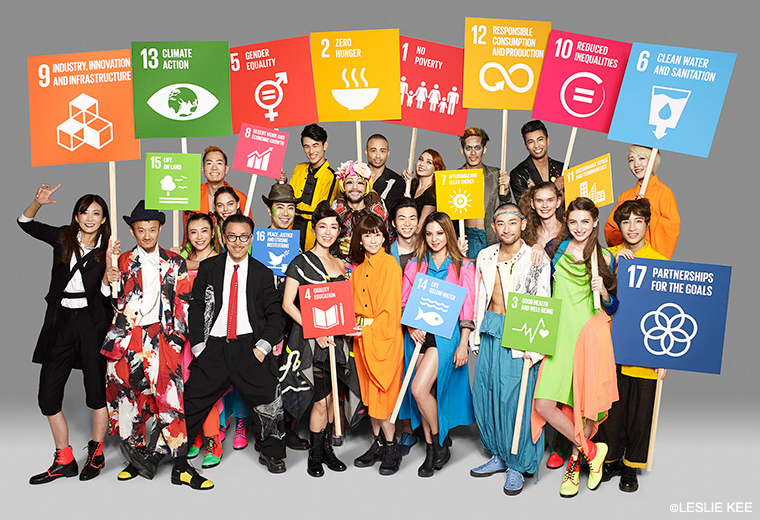 9 INDUSTRY, INNOVATION
AND INFRASTRUCTURE
13 CLIMATE
ACTION
5 GENDER
EQUALITY
2 ZERO
HUNGER
1 NO
POVERTY
12 RESPONSIBLE
CONSUMPTION
AND PRODUCTION
10 REDUCED
INEQUALITIES
6 CLEAN WATER
AND SANITATION
8 DECENT WORK AND
ECONOMIC GROWTH
15 LIFE
ON LAND
7 AFFORDABLE AND
CLEAN ENERGY
11 SUSTAINABLE CITIES
AND COMMUNITIES
16 PEACE, JUSTICE
AND STRONG
INSTITUTIONS
4 QUALITY
EDUCATION
14 LIFE
BELOW WATER
3 GOOD HEALTH
AND WELL-BEING
17 PARTNERSHIPS
FOR THE GOALS
©LESLIE KEE